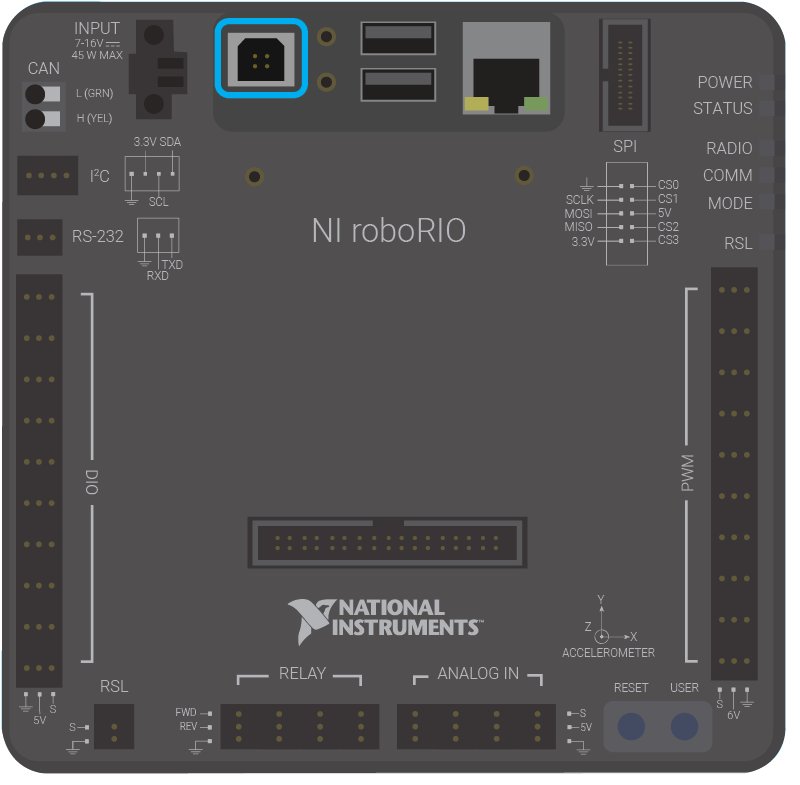 INPUT
7-16V
45 W MAX
CAN
L (GRN)
H (YEL)
POWER
STATUS
RADIO
COMM
MODE
RSL
3.3V SDA
I²C
SCL
RS-232
TXD
RXD
SPI
CS0
SCLK
CS1
MOSI
5V
MISO
CS2
3.3V
CS3
NI roboRIO
DIO
PWM
NATIONAL
INSTRUMENTS™
Y
Z
X
ACCELEROMETER
S
5V
RSL
S
RELAY
FWD
REV
ANALOG IN
S
5V
RESET
USER
S
6V